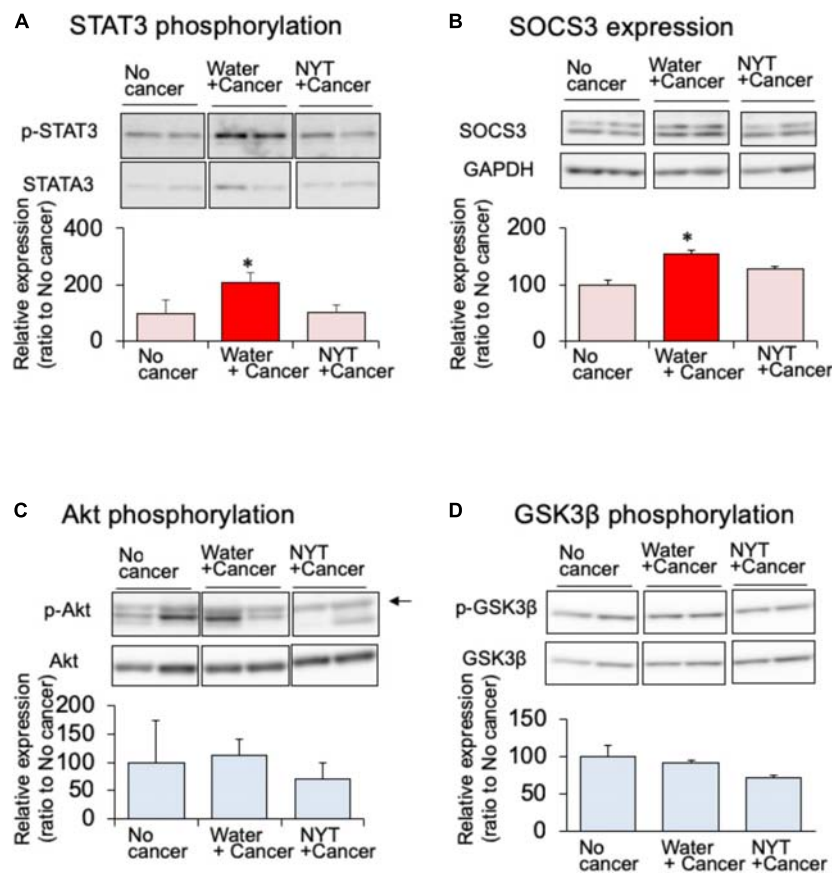 A STAT3 phosphorylation
No cancer
Water +Cancer
NYT +Cancer
p-STAT3
STATA3
Relative expression
(ratio to No cancer)
400
200
0
*
No cancer
Water + Cancer
NYT +Cancer
B SOCS3 expression
No cancer
Water +Cancer
NYT +Cancer
SOCS3
GAPDH
Relative expression
(ratio to No cancer)
200
100
0
*
No cancer
Water + Cancer
NYT +Cancer
C Akt phosphorylation
No cancer
Water +Cancer
NYT +Cancer
p-Akt
Akt
Relative expression
(ratio to No cancer)
200
150
100
50
0
No cancer
Water + Cancer
NYT +Cancer
D GSK3β phosphorylation
No cancer
Water +Cancer
NYT +Cancer
p-GSK3β
GSK3β
Relative expression
(ratio to No cancer)
150
100
50
0
No cancer
Water + Cancer
NYT +Cancer